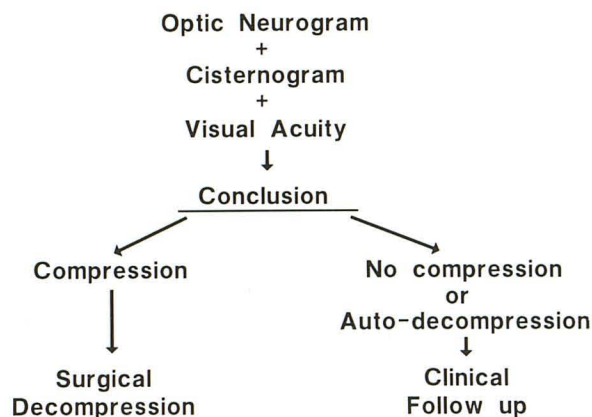 Optic Neurogram
+
Cisternogram
+
Visual Acuity
Conclusion
Compression
No compression
or
Auto-decompression
Surgical
Decompression
Clinical
Follow up